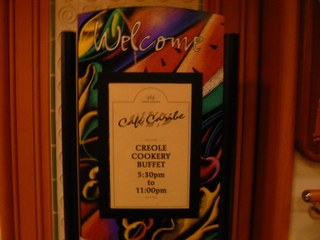 Welcome
Café Caribe
CREOLE
COOKERY
BUFFET
5:30pm
to
11:00pm